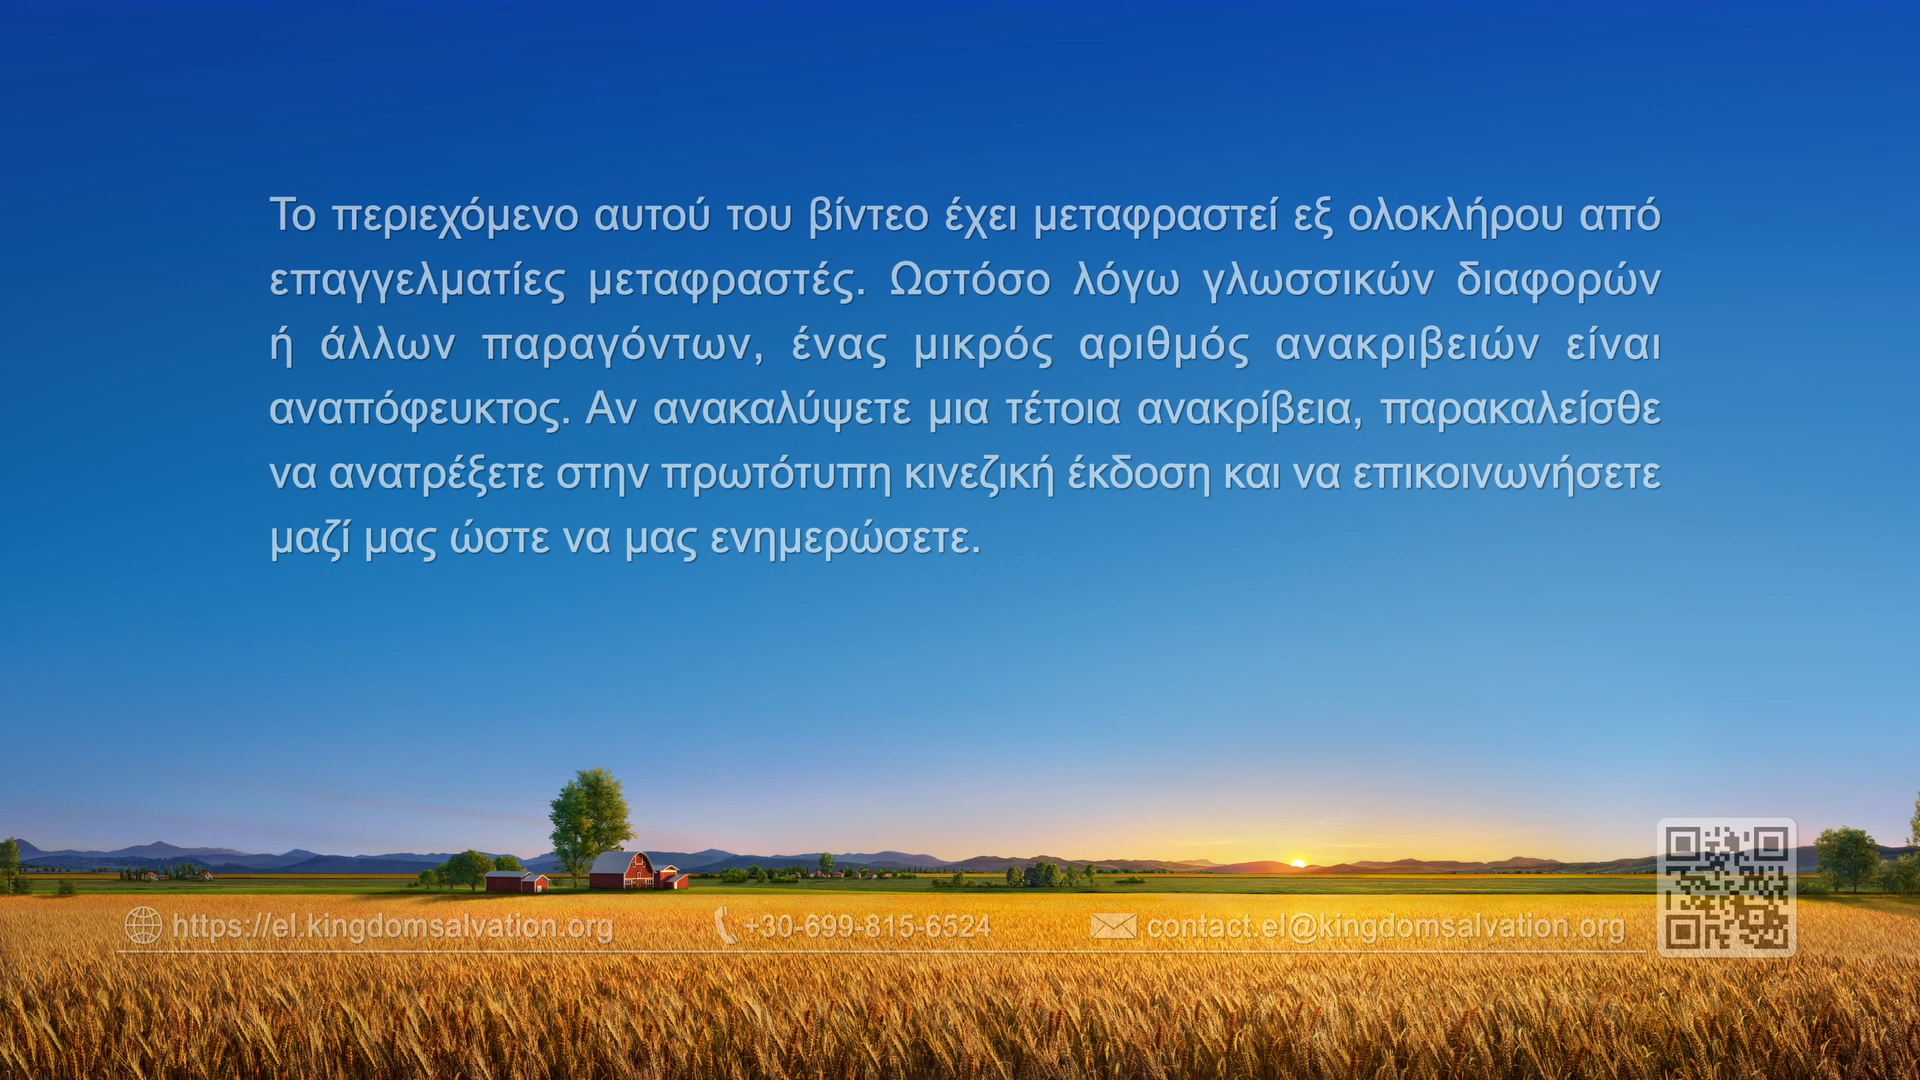 Το περιεχόμενο αυτού του βίντεο έχει μεταφραστεί εξ ολοκλήρου από
επαγγελματίες μεταφραστές. Ωστόσο λόγω γλωσσικών διαφορών
ή άλλων παραγόντων, ένας μικρός αριθμός ανακριβειών είναι
αναπόφευκτος. Αν ανακαλύψετε μια τέτοια ανακρίβεια, παρακαλείσθε
να ανατρέξετε στην πρωτότυπη κινεζική έκδοση και να επικοινωνήσετε
μαζί μας ώστε να μας ενημερώσετε.
https://el.kingdomsalvation.org +30-699-815-6524 contact.el@kingdomsalvation.org